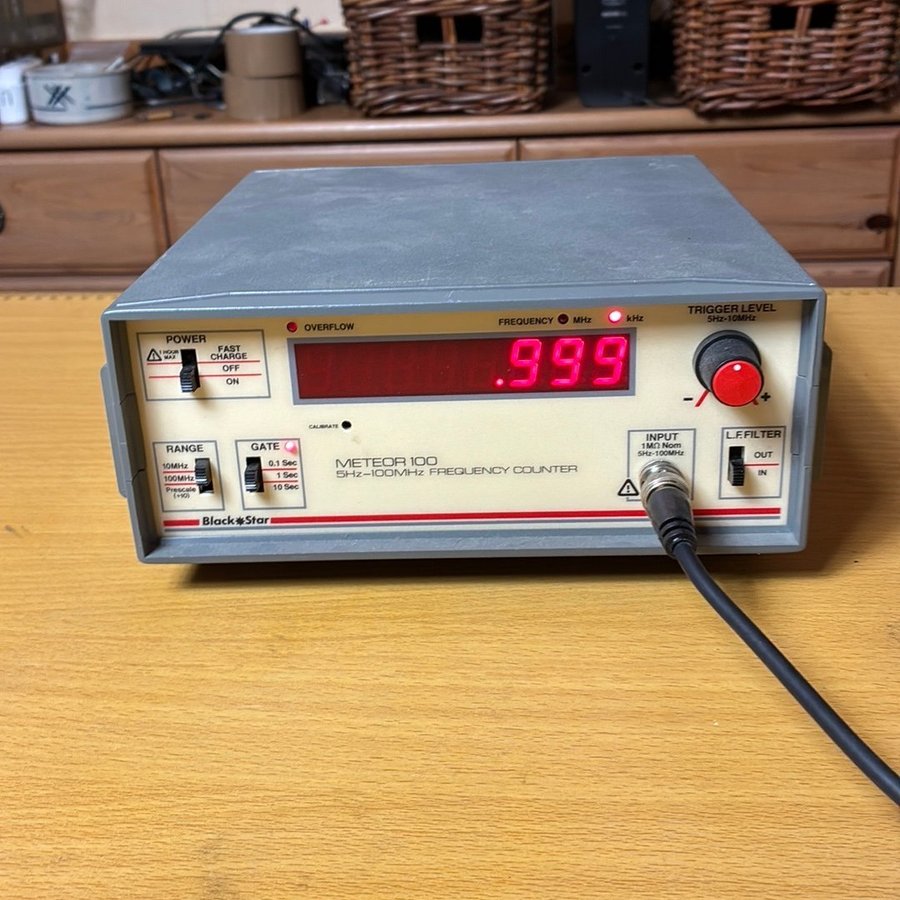 POWER
1 HOUR MAX
FAST CHARGE
OFF
ON
OVERFLOW
FREQUENCY MHz kHz
TRIGGER LEVEL
5Hz-10MHz
.999
- +
CALIBRATE
RANGE
10MHz
100MHz
Prescale
(÷10)
GATE
0.1 Sec
1 Sec
10 Sec
METEOR 100
5Hz-100MHz FREQUENCY COUNTER
INPUT
1MΩ Nom
5Hz-100MHz
L.F.FILTER
OUT
IN
Black Star